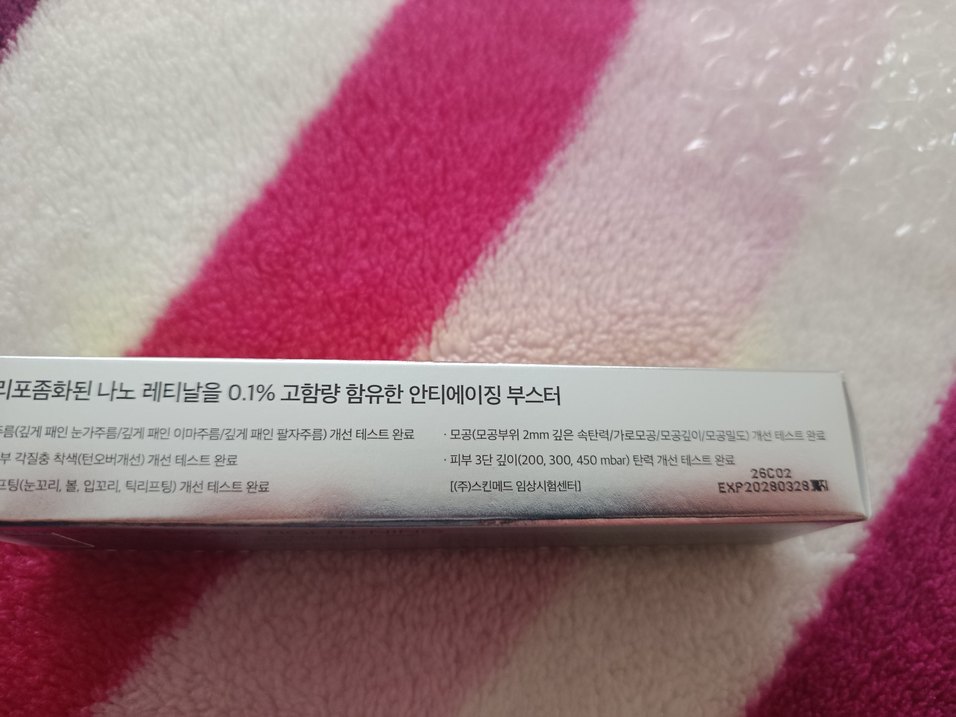 리포좀화된 나노 레티날을 0.1% 고함량 함유한 안티에이징 부스터
주름(깊게 패인 눈가주름/깊게 패인 이마주름/깊게 패인 팔자주름) 개선 테스트 완료
부 각질층 착색(턴오버개선) 개선 테스트 완료
프팅(눈꼬리, 볼, 입꼬리, 턱리프팅) 개선 테스트 완료
· 모공(모공부위 2mm 깊은 속탄력/가로모공/모공깊이/모공밀도) 개선 테스트 완료
· 피부 3단 깊이(200, 300, 450 mbar) 탄력 개선 테스트 완료
[(주)스킨메드 임상시험센터]
26C02
EXP20280328